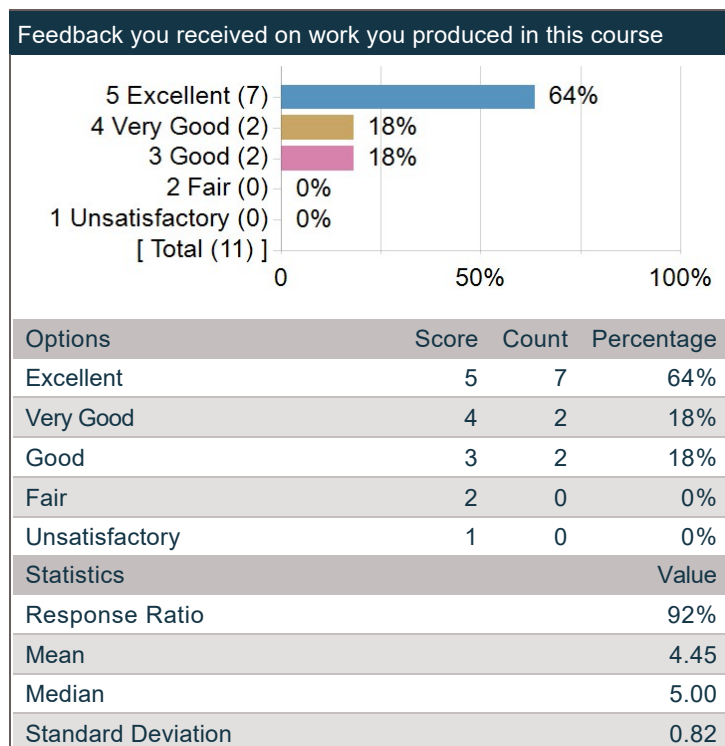 Feedback you received on work you produced in this course
5 Excellent (7) 64%
4 Very Good (2) 18%
3 Good (2) 18%
2 Fair (0) 0%
1 Unsatisfactory (0) 0%
[ Total (11) ]
0 50% 100%
Options Score Count Percentage
Excellent 5 7 64%
Very Good 4 2 18%
Good 3 2 18%
Fair 2 0 0%
Unsatisfactory 1 0 0%
Statistics Value
Response Ratio 92%
Mean 4.45
Median 5.00
Standard Deviation 0.82